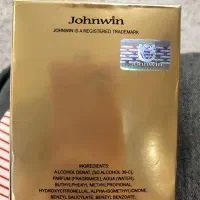 Johnwin
JOHNWIN IS A REGISTERED TRADEMARK
INGREDIENTS
ALCOHOL DENAT. (SD ALCOHOL 39-C),
PARFUM (FRAGRANCE), AQUA (WATER),
BUTHYLPHENYL METHYLPROPIONAL,
HYDROXYCITRONELLAL, ALPHA-ISOMETHYLIONONE,
BENZYL SALICYLATE, BENZYL BENZOATE,